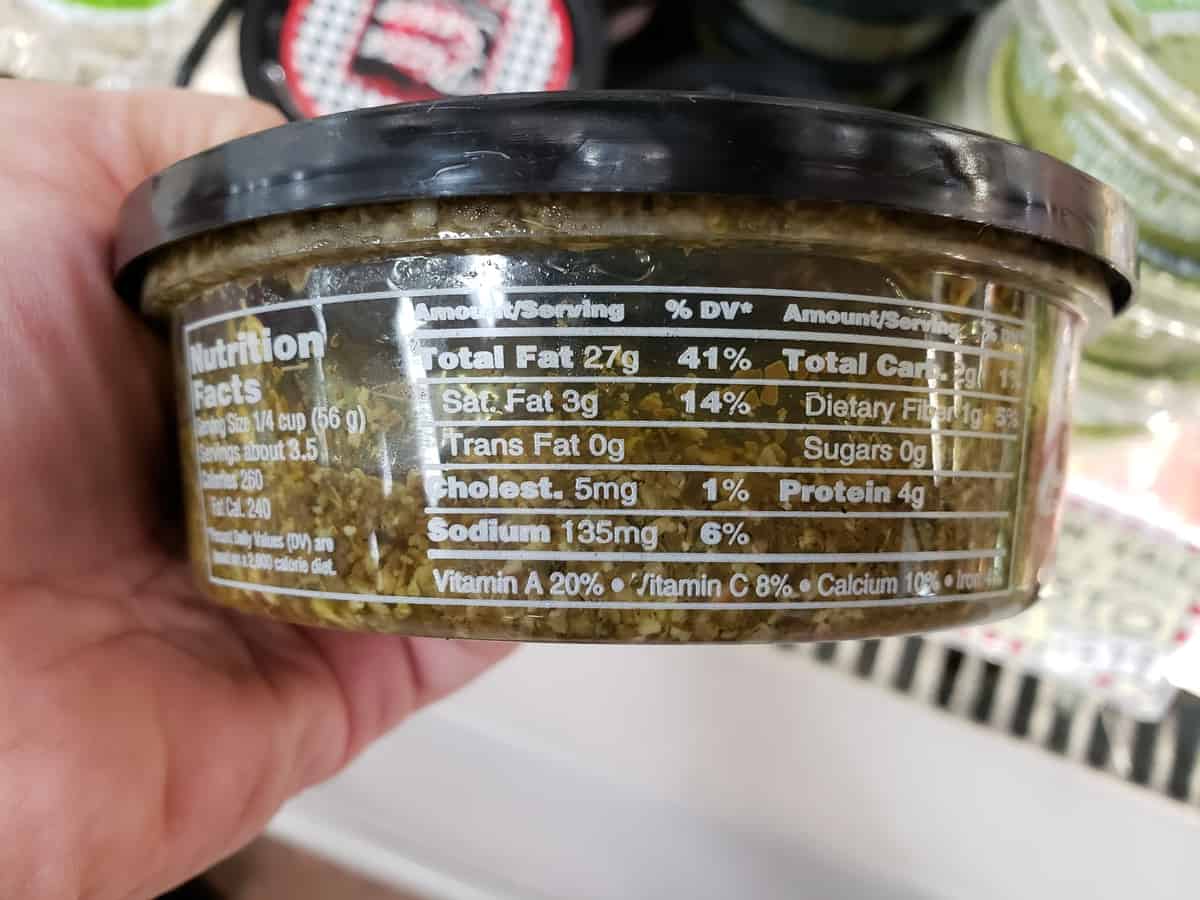 Nutrition
Facts
Serving Size 1/4 cup (56 g)
Servings about 3.5
Calories 260
Fat Cal. 240
Percent Daily Values (DV) are
based on a 2,000 calorie diet.
Amount/Serving % DV* Amount/Serving
Total Fat 27g 41% Total Carb. 2g 1%
Sat. Fat 3g 14% Dietary Fiber 1g
Trans Fat 0g Sugars 0g
Cholest. 5mg 1% Protein 4g
Sodium 135mg 6%
Vitamin A 20% • Vitamin C 8% • Calcium 10% • Iron